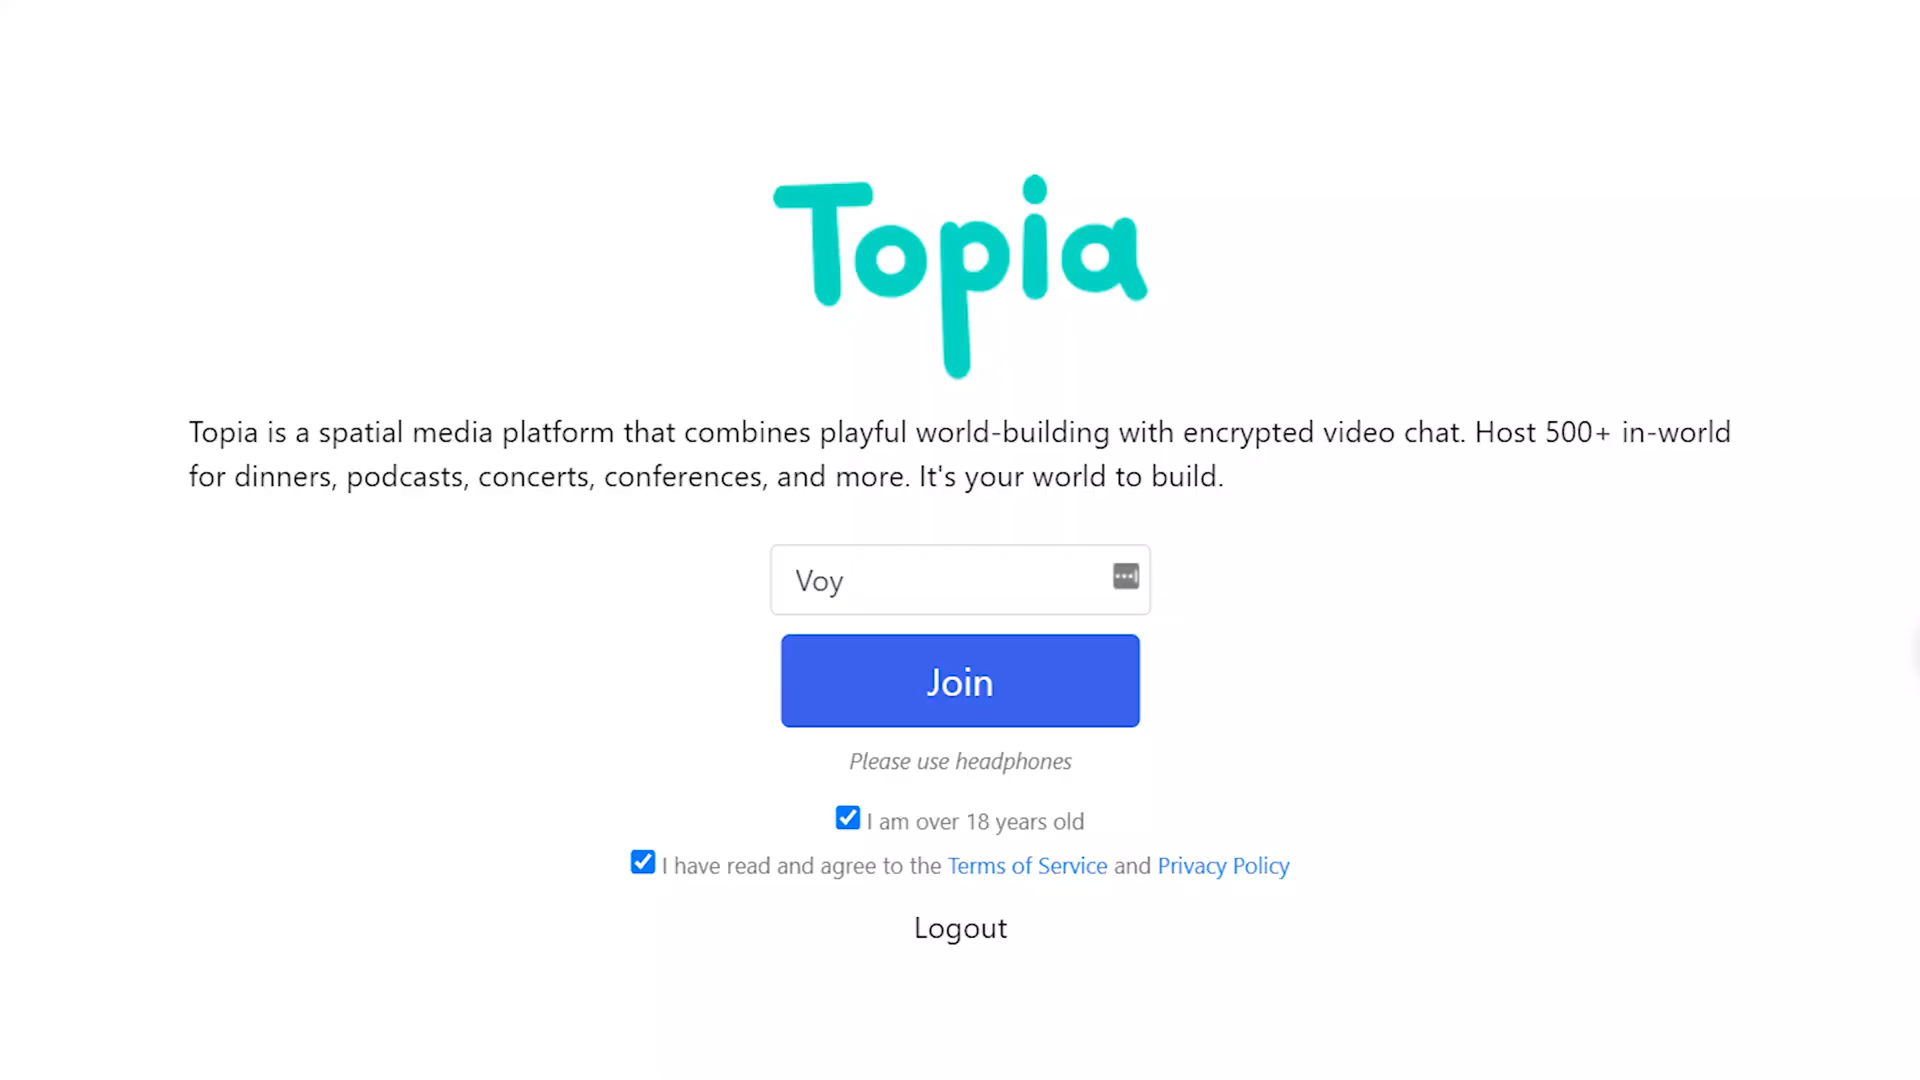 Topia
Topia is a spatial media platform that combines playful world-building with encrypted video chat. Host 500+ in-world
for dinners, podcasts, concerts, conferences, and more. It's your world to build.
Voy
Join
Please use headphones
I am over 18 years old
I have read and agree to the Terms of Service and Privacy Policy
Logout